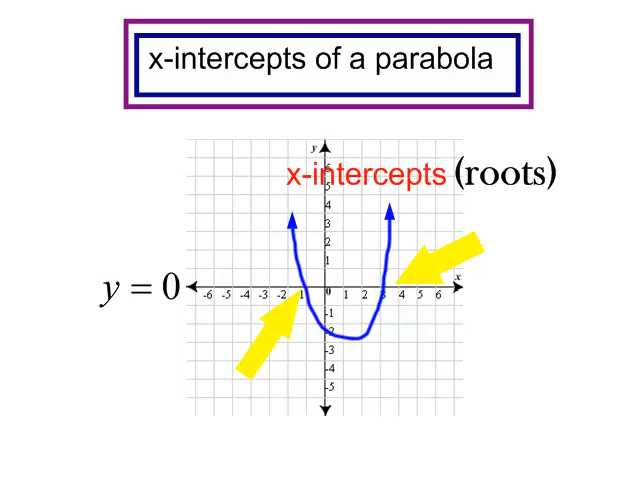 x-intercepts of a parabola
y
x-intercepts (roots)
5
4
3
2
1
y = 0
x
-6 -5 -4 -3 -2 1 0 1 2 3 4 5 6
-1
-2
-3
-4
-5